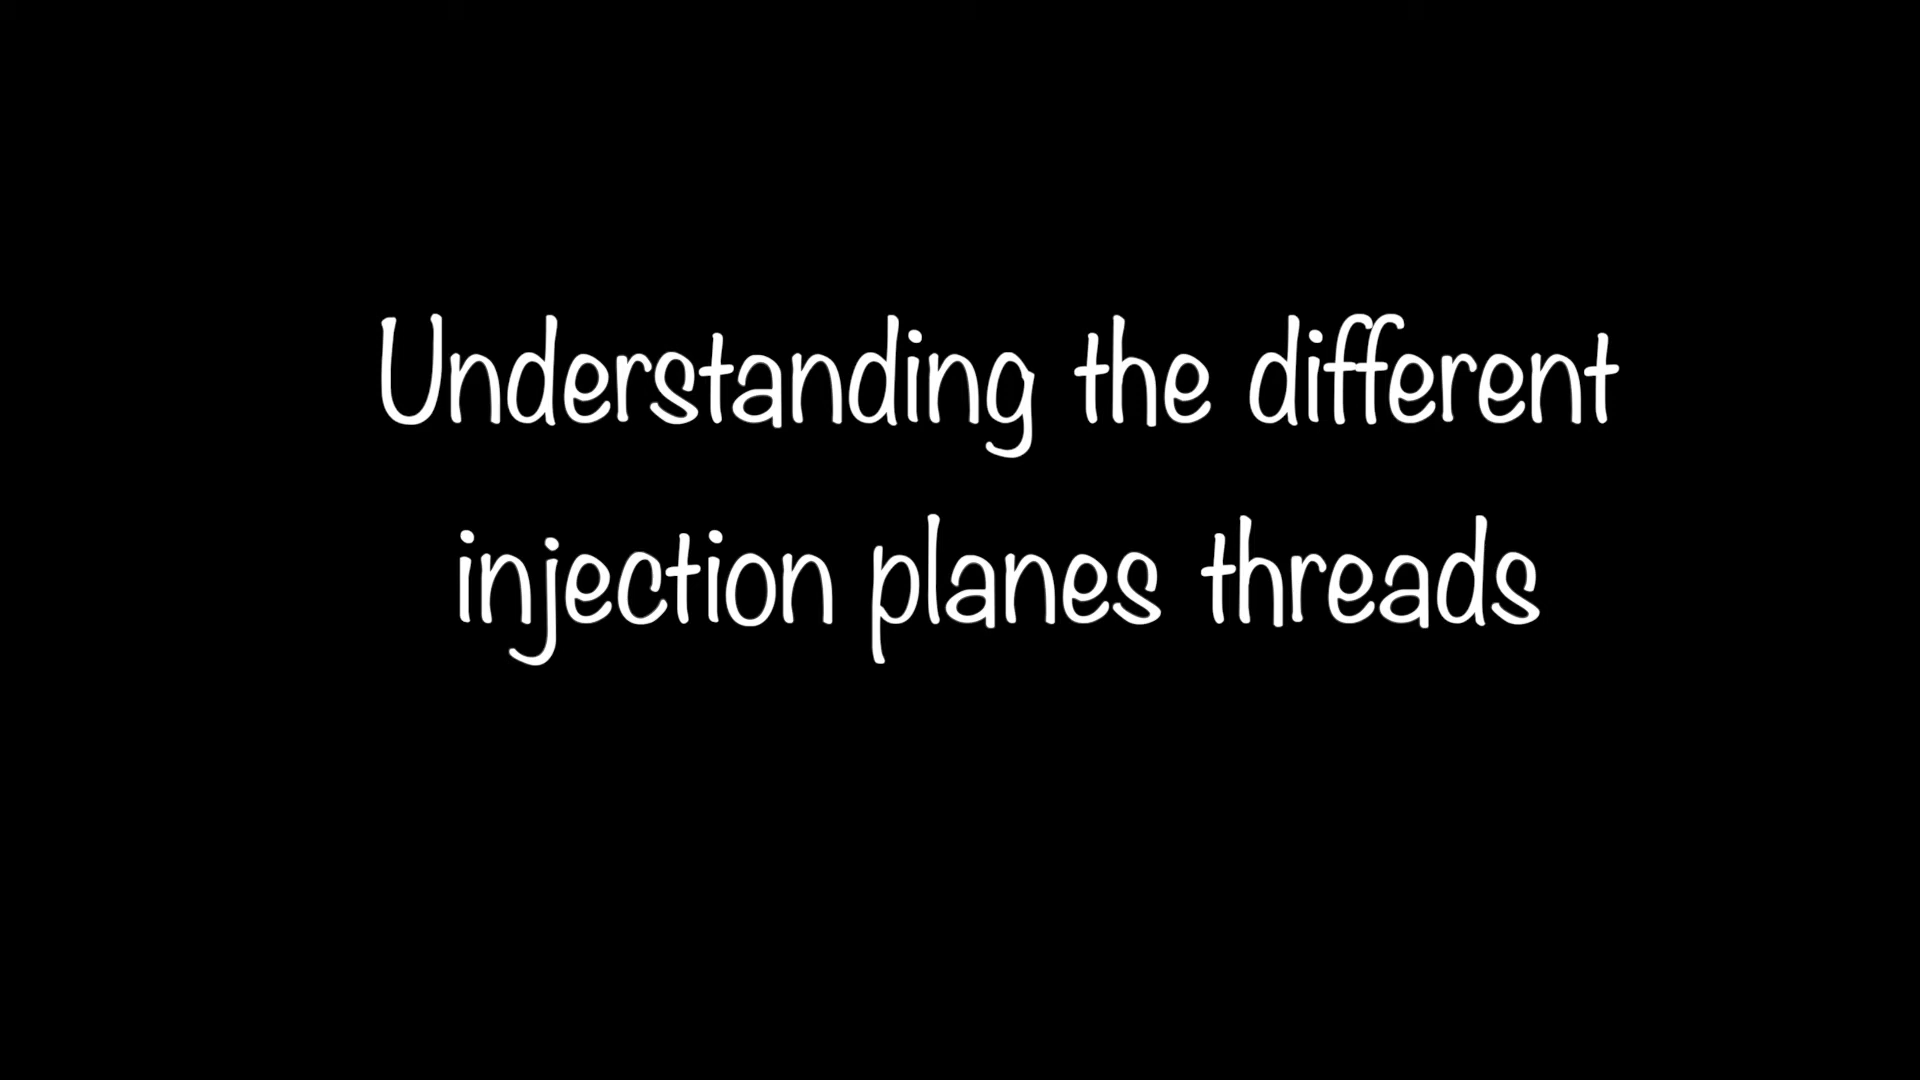 Understanding the different
injection planes threads